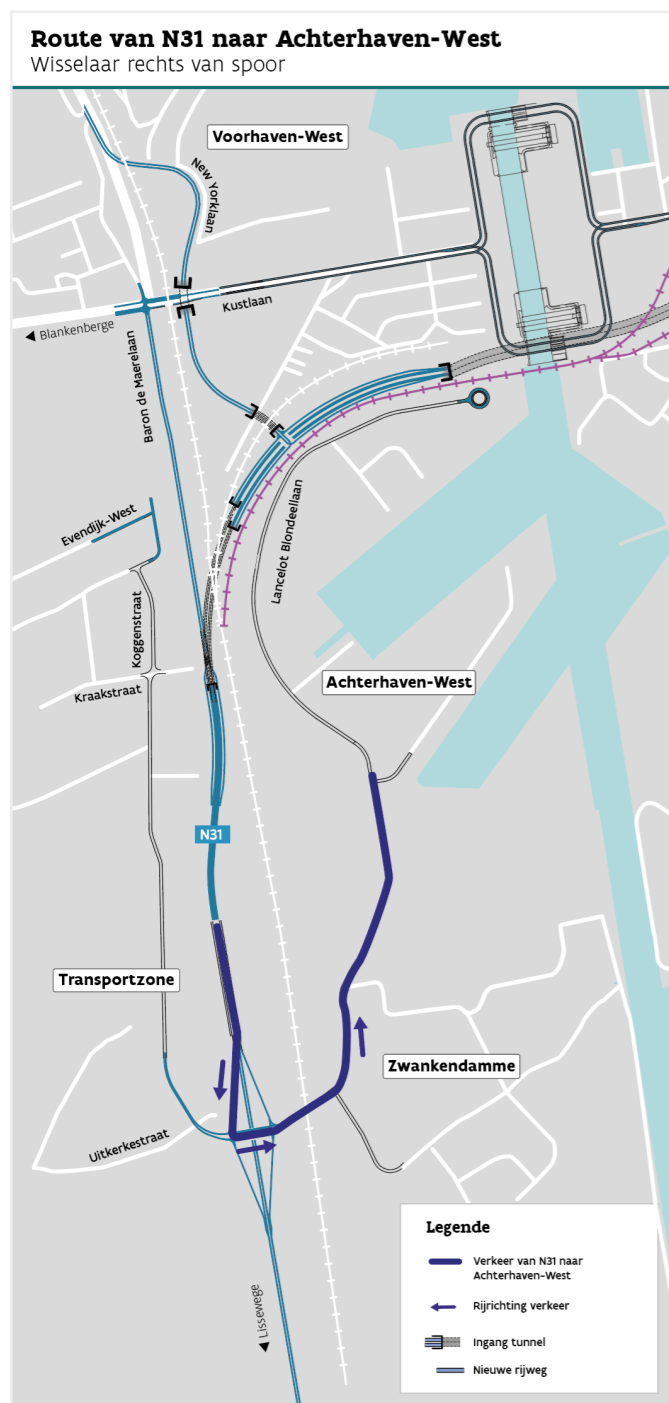 Route van N31 naar Achterhaven-West
Wisselaar rechts van spoor
Voorhaven-West
New Yorklaan
Kustlaan
Blankenberge
Baron de Maerelaan
Evendijk-West
Lancelot Blondeellaan
Koggenstraat
Kraakstraat
Achterhaven-West
N31
Transportzone
Zwankendamme
Uitkerkestraat
Lissewege
Legende
Verkeer van N31 naar
Achterhaven-West
Rijrichting verkeer
Ingang tunnel
Nieuwe rijweg